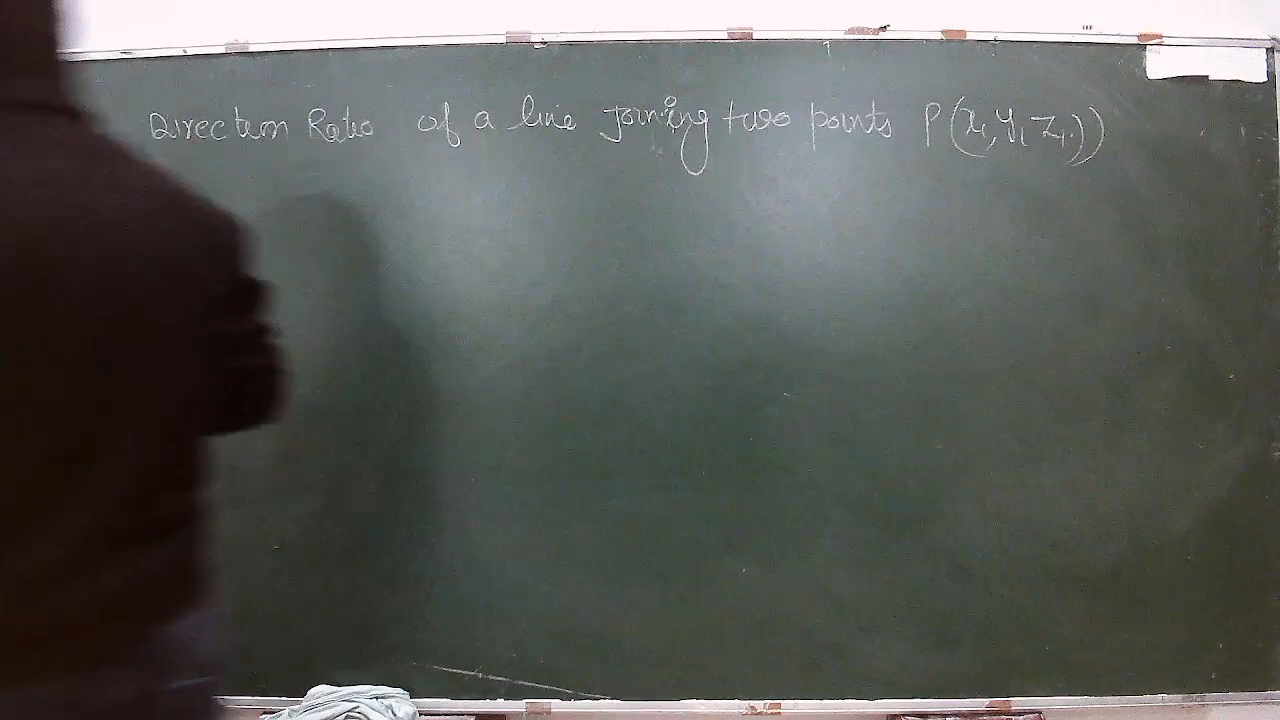 Direction Ratio of a line Joining two points P(x₁, y₁ z₁.))